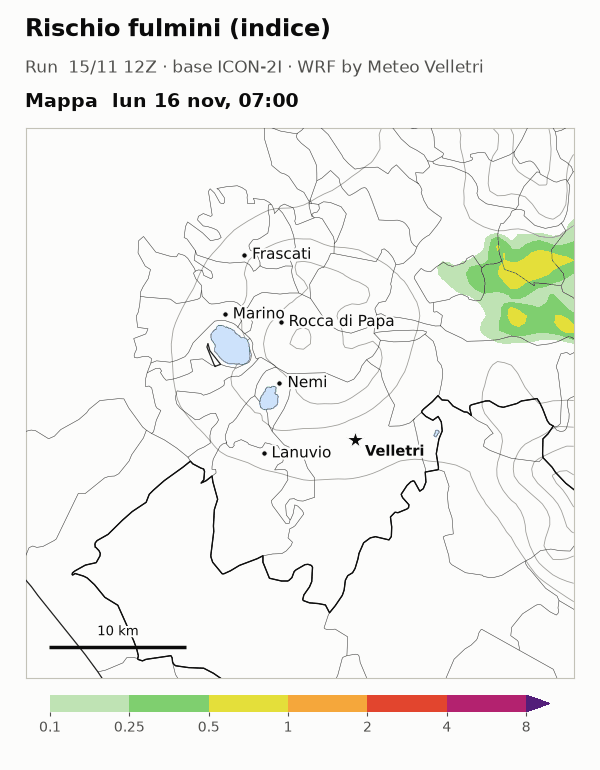 Rischio fulmini (indice)
Run  15/11 12Z · base ICON-2I · WRF by Meteo Velletri
Mappa  lun 16 nov, 07:00
Frascati
Marino
Rocca di Papa
Nemi
Velletri
Lanuvio
10 km
0.1 0.25 0.5 1 2 4 8